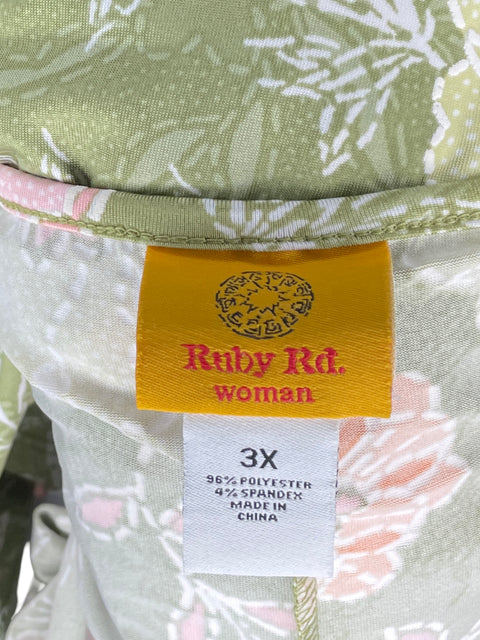 Ruby Rd.
woman
3X
96% POLYESTER
4% SPANDEX
MADE IN
CHINA